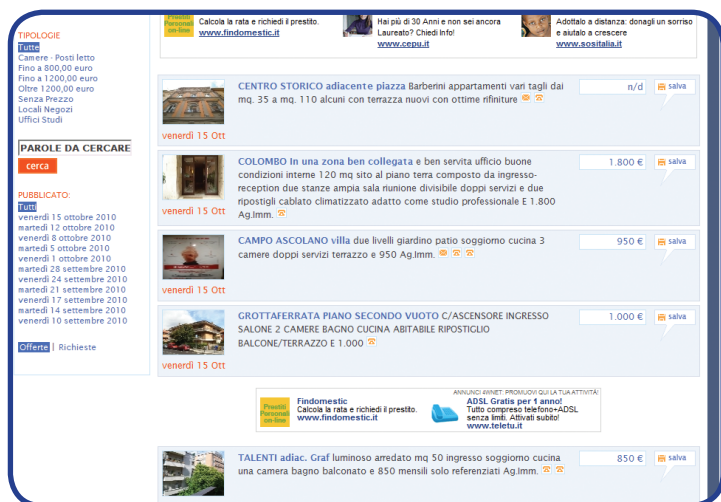 TIPOLOGIE
Tutte
Camere - Posti letto
Fino a 800,00 euro
Fino a 1200,00 euro
Oltre 1200,00 euro
Senza Prezzo
Locali Negozi
Uffici Studi
PAROLE DA CERCARE
cerca
PUBBLICATO:
Tutti
venerdì 15 ottobre 2010
martedì 12 ottobre 2010
venerdì 8 ottobre 2010
martedì 5 ottobre 2010
venerdì 1 ottobre 2010
martedì 28 settembre 2010
venerdì 24 settembre 2010
martedì 21 settembre 2010
venerdì 17 settembre 2010
martedì 14 settembre 2010
venerdì 10 settembre 2010
Offerte | Richieste
Prestiti
Personali
on-line
Calcola la rata e richiedi il prestito.
www.findomestic.it
Hai più di 30 Anni e non sei ancora
Laureato? Chiedi Info!
www.cepu.it
Adottalo a distanza: donagli un sorriso
e aiutalo a crescere
www.sositalia.it
CENTRO STORICO adiacente piazza Barberini appartamenti vari tagli dai
mq. 35 a mq. 110 alcuni con terrazza nuovi con ottime rifiniture
n/d
salva
venerdì 15 Ott
COLOMBO In una zona ben collegata e ben servita ufficio buone
condizioni interne 120 mq sito al piano terra composto da ingresso-
reception due stanze ampia sala riunione divisibile doppi servizi e due
ripostigli cablato climatizzato adatto come studio professionale E 1.800
Ag.Imm.
1.800 €
salva
venerdì 15 Ott
CAMPO ASCOLANO villa due livelli giardino patio soggiorno cucina 3
camere doppi servizi terrazzo e 950 Ag.Imm.
950 €
salva
venerdì 15 Ott
GROTTAFERRATA PIANO SECONDO VUOTO C/ASCENSORE INGRESSO
SALONE 2 CAMERE BAGNO CUCINA ABITABILE RIPOSTIGLIO
BALCONE/TERRAZZO E 1.000
1.000 €
salva
venerdì 15 Ott
ANNUNCI 4WNET: PROMUOVI QUI LA TUA ATTIVITÀ!
Prestiti
Personali
on-line
Findomestic
Calcola la rata e richiedi il prestito.
www.findomestic.it
ADSL Gratis per 1 anno!
Tutto compreso telefono+ADSL
senza limiti. Attivati subito!
www.teletu.it
TALENTI adiac. Graf luminoso arredato mq 50 ingresso soggiorno cucina
una camera bagno balconato e 850 mensili solo referenziati Ag.Imm.
850 €
salva